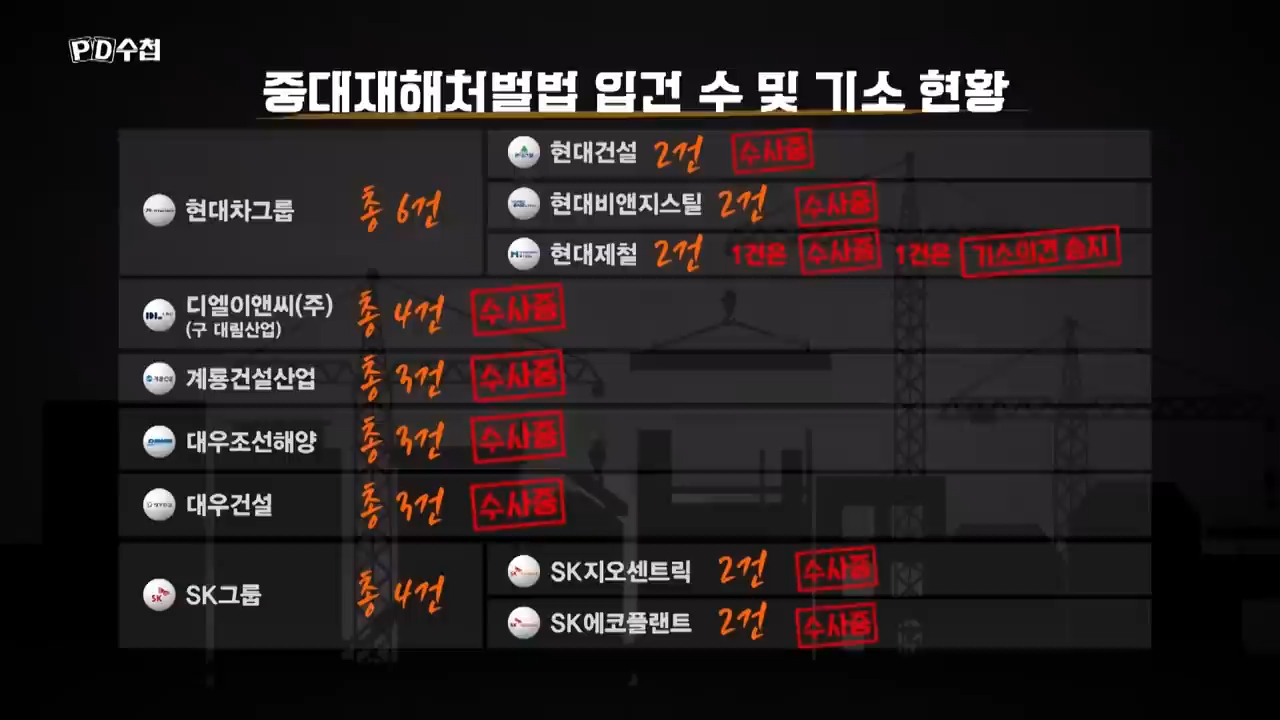 PD수첩
중대재해처벌법 입건 수 및 기소 현황
현대차그룹 총 6건
현대건설 2건 수사중
현대비앤지스틸 2건 수사중
현대제철 2건 1건은 수사중 1건은 기소의견 송치
디엘이앤씨(주) 총 4건 수사중
(구 대림산업)
계룡건설산업 총 3건 수사중
대우조선해양 총 3건 수사중
대우건설 총 3건 수사중
SK그룹 총 4건
SK지오센트릭 2건 수사중
SK에코플랜트 2건 수사중